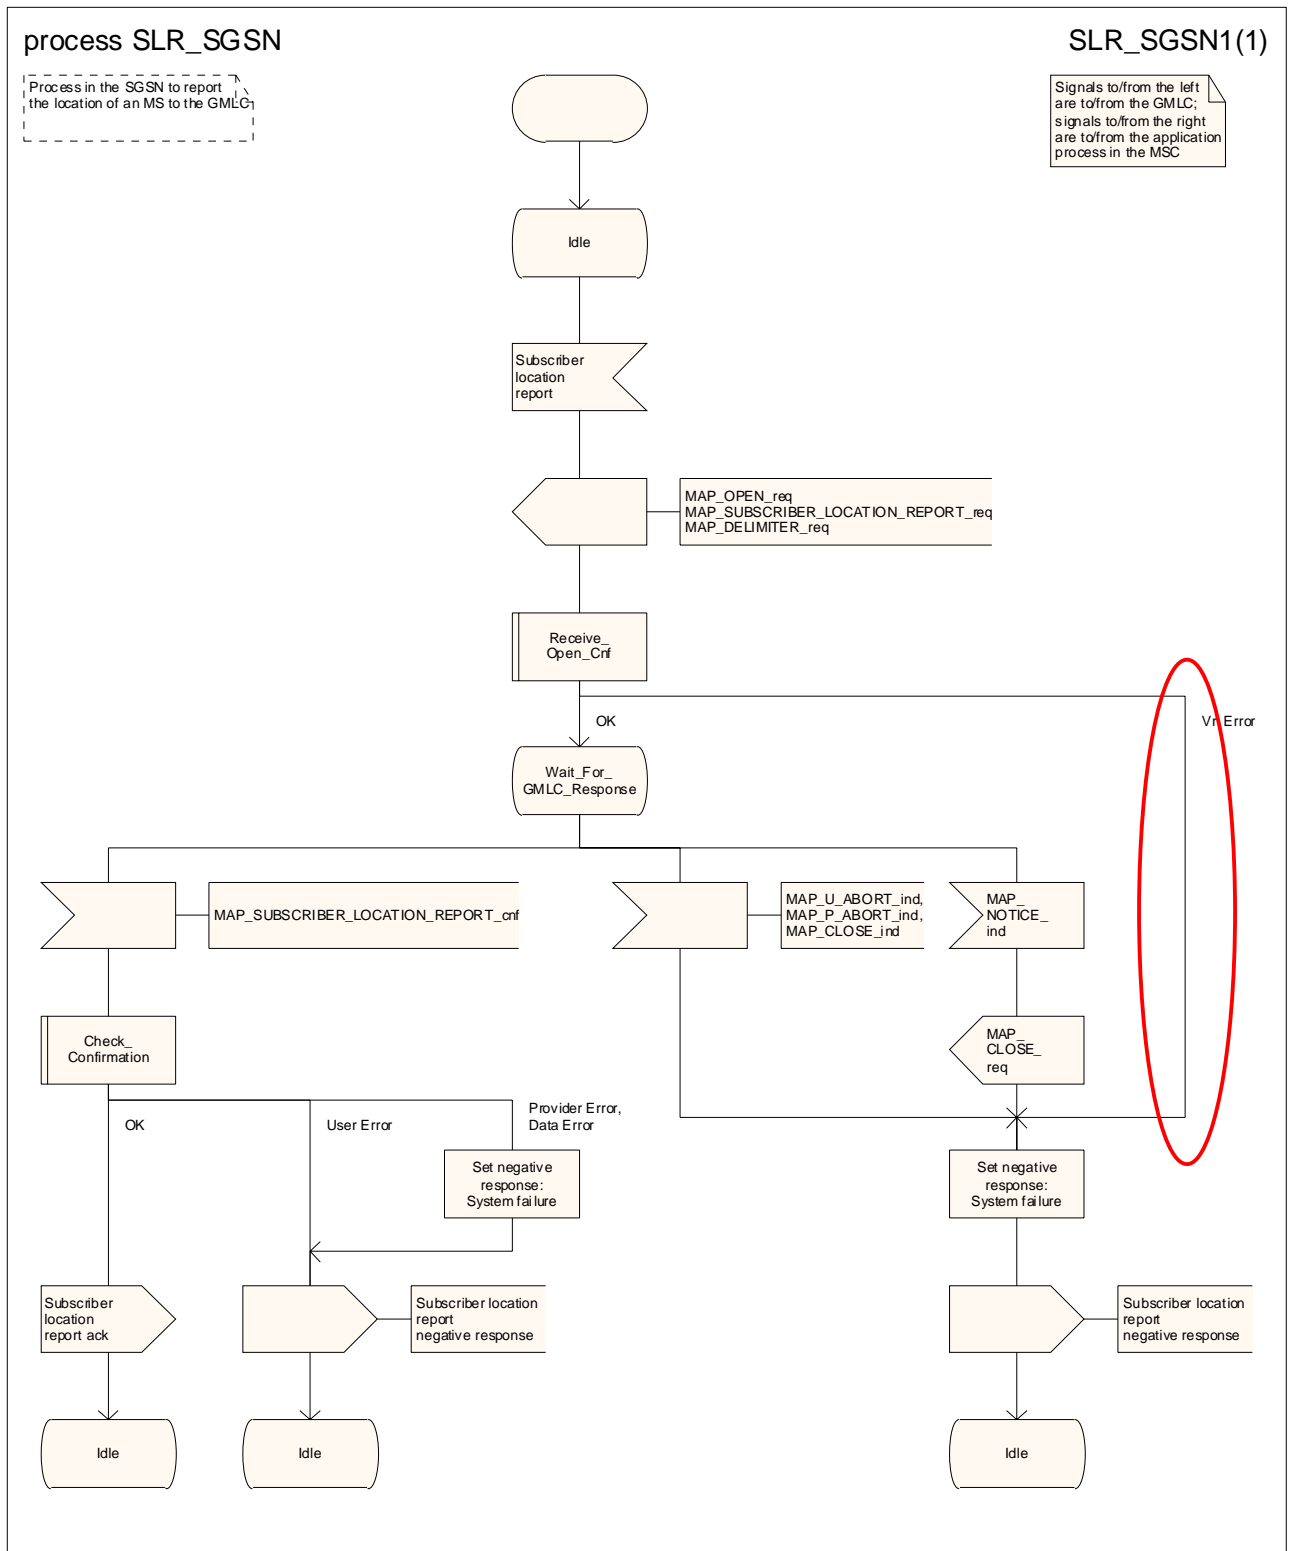 process SLR_SGSN
SLR_SGSN1(1)
Process in the SGSN to report
the location of an MS to the GMLC
Signals to/from the left
are to/from the GMLC;
signals to/from the right
are to/from the application
process in the MSC
Idle
Subscriber
location
report
MAP_OPEN_req
MAP_SUBSCRIBER_LOCATION_REPORT_req
MAP_DELIMITER_req
Receive_
Open_Cnf
OK
Vr Error
Wait_For_
GMLC_Response
MAP_SUBSCRIBER_LOCATION_REPORT_cnf
MAP_U_ABORT_ind,
MAP_P_ABORT_ind,
MAP_CLOSE_ind
MAP_
NOTICE_
ind
Check_
Confirmation
MAP_
CLOSE_
req
OK
User Error
Provider Error,
Data Error
Set negative
response:
System failure
Set negative
response:
System failure
Subscriber
location
report ack
Subscriber location
report
negative response
Subscriber location
report
negative response
Idle
Idle
Idle